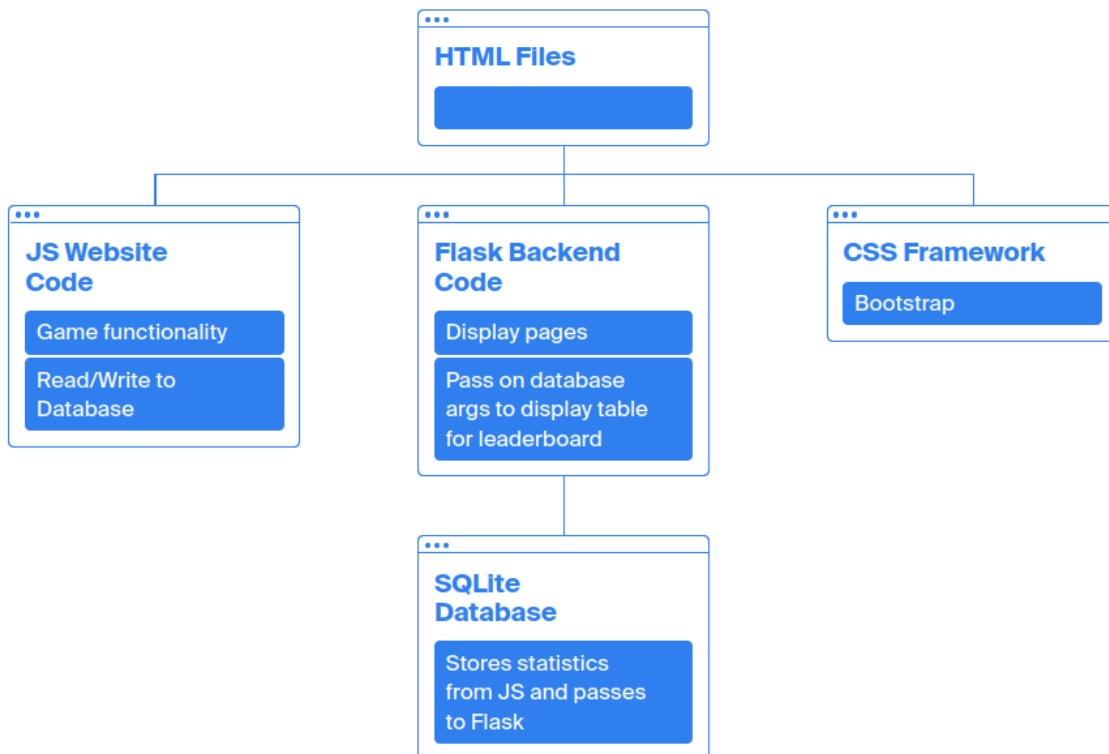 HTML Files
JS Website
Code
Game functionality
Read/Write to
Database
Flask Backend
Code
Display pages
Pass on database
args to display table
for leaderboard
CSS Framework
Bootstrap
SQLite
Database
Stores statistics
from JS and passes
to Flask